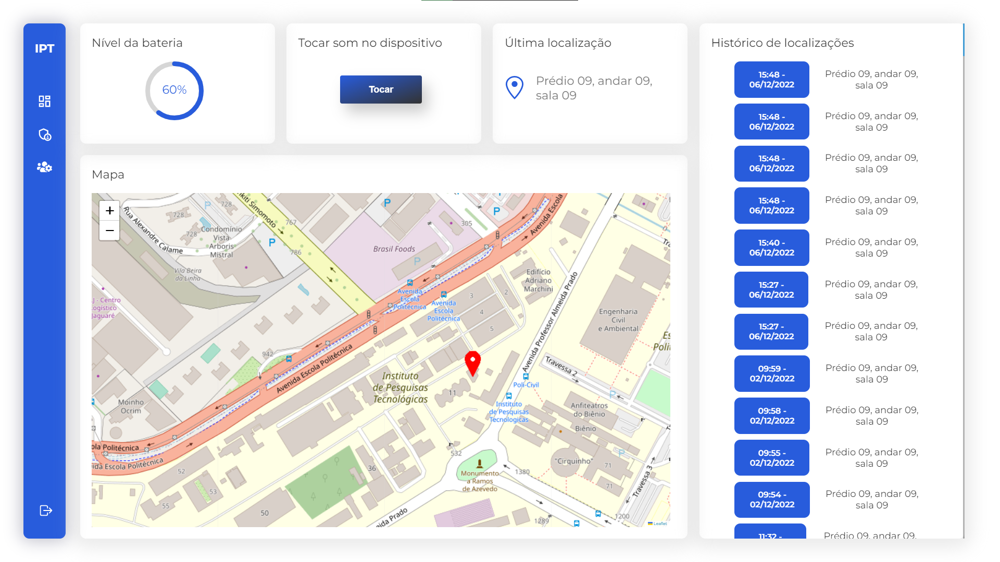 IPT
Nível da bateria
60%
Tocar som no dispositivo
Tocar
Última localização
Prédio 09, andar 09,
sala 09
Mapa
+
−
Rua Alexandre Calame
728
728
728
Condomínio
Vista
Arboris
Mistral
Vila Beira
da Linha
Simomoto
767
786
P
P
P
P
P
P
P
305
Brasil Foods
Avenida Escola
Avenida
Escola
Politécnica
Avenida
Escola
Politécnica
2
3
4
5
Edifício
Adriano
Marchini
Avenida Professor Almeida Prado
Engenharia
Civil
e Ambiental
942
Avenida Escola Politécnica
Instituto
de Pesquisas
Tecnológicas
11
Travessa 2
Poli-Civil
Instituto
de Pesquisas
Tecnologicas
Anfiteatros
do Biênio
Biênio
"Cirquinho"
71
71
Travessa 3
Moinho
Ocrim
Politécnica
Escola Politécnica
52
53
55
50
36
532
Monumento
a Ramos
de Azevedo
1380
1289
1200
Prado
Leaflet
Histórico de localizações
15:48 -
06/12/2022
Prédio 09, andar 09,
sala 09
15:48 -
06/12/2022
Prédio 09, andar 09,
sala 09
15:48 -
06/12/2022
Prédio 09, andar 09,
sala 09
15:48 -
06/12/2022
Prédio 09, andar 09,
sala 09
15:40 -
06/12/2022
Prédio 09, andar 09,
sala 09
15:27 -
06/12/2022
Prédio 09, andar 09,
sala 09
15:27 -
06/12/2022
Prédio 09, andar 09,
sala 09
09:59 -
02/12/2022
Prédio 09, andar 09,
sala 09
09:58 -
02/12/2022
Prédio 09, andar 09,
sala 09
09:55 -
02/12/2022
Prédio 09, andar 09,
sala 09
09:54 -
02/12/2022
Prédio 09, andar 09,
sala 09
11:32 -
Prédio 09, andar 09,